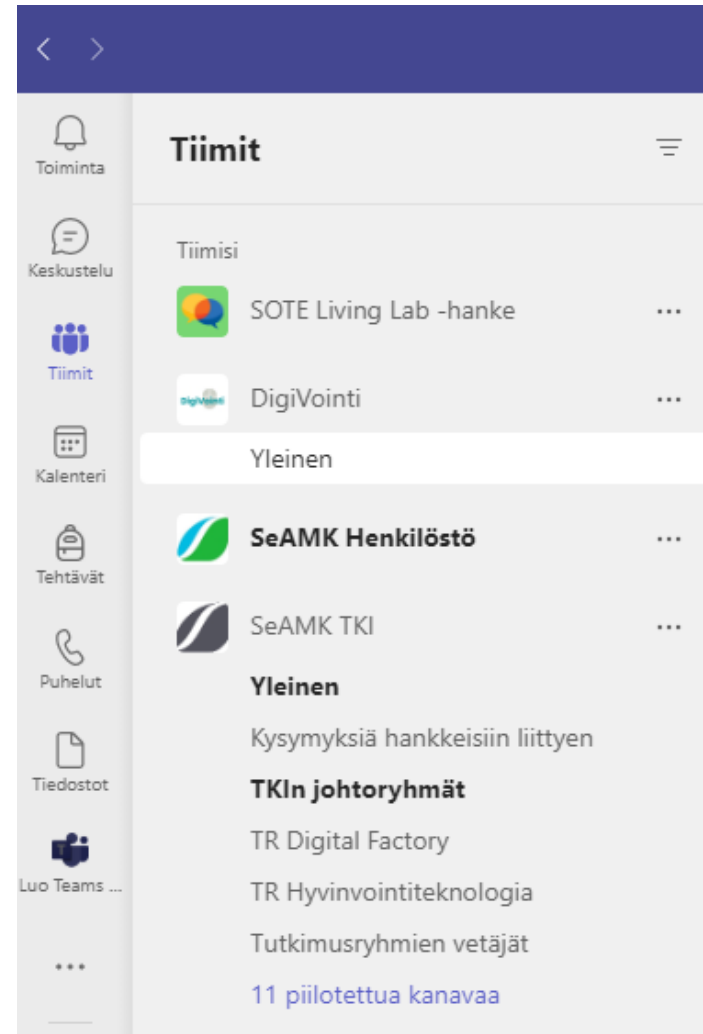 Toiminta
Keskustelu
Tiimit
Kalenteri
Tehtävät
Puhelut
Tiedostot
Luo Teams ...
Tiimit
Tiimisi
SOTE Living Lab -hanke
DigiVointi
DigiVointi
Yleinen
SeAMK Henkilöstö
SeAMK TKI
Yleinen
Kysymyksiä hankkeisiin liittyen
TKIn johtoryhmät
TR Digital Factory
TR Hyvinvointiteknologia
Tutkimusryhmien vetäjät
11 piilotettua kanavaa